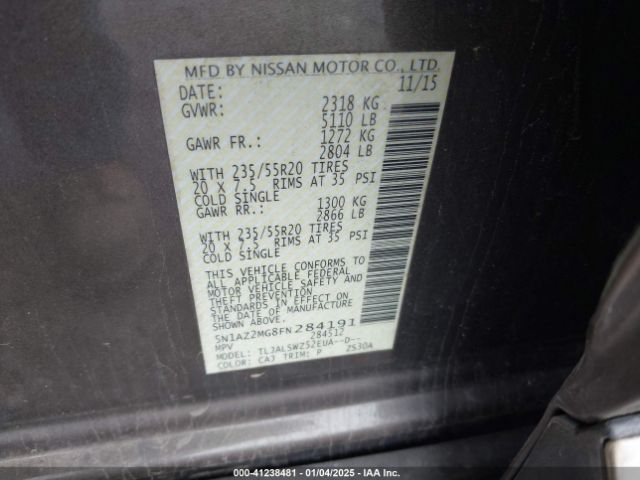 MFD BY NISSAN MOTOR CO., LTD.
DATE: 11/15
GVWR: 2318 KG
5110 LB
GAWR FR.: 1272 KG
2804 LB
WITH 235/55R20 TIRES
20 X 7.5 RIMS AT 35 PSI
COLD SINGLE
GAWR RR.: 1300 KG
2866 LB
WITH 235/55R20 TIRES
20 X 7.5 RIMS AT 35 PSI
COLD SINGLE
THIS VEHICLE CONFORMS TO
ALL APPLICABLE FEDERAL
MOTOR VEHICLE SAFETY AND
THEFT PREVENTION
STANDARDS IN EFFECT ON
THE DATE OF MANUFACTURE
SHOWN ABOVE.
5N1AZ2MG8FN284191
MPV 284512
MODEL: TLJALSWZ52EUA--D--
COLOR: CAJ TRIM: P Z530A
000-41238481 - 01/04/2025 - IAA Inc.